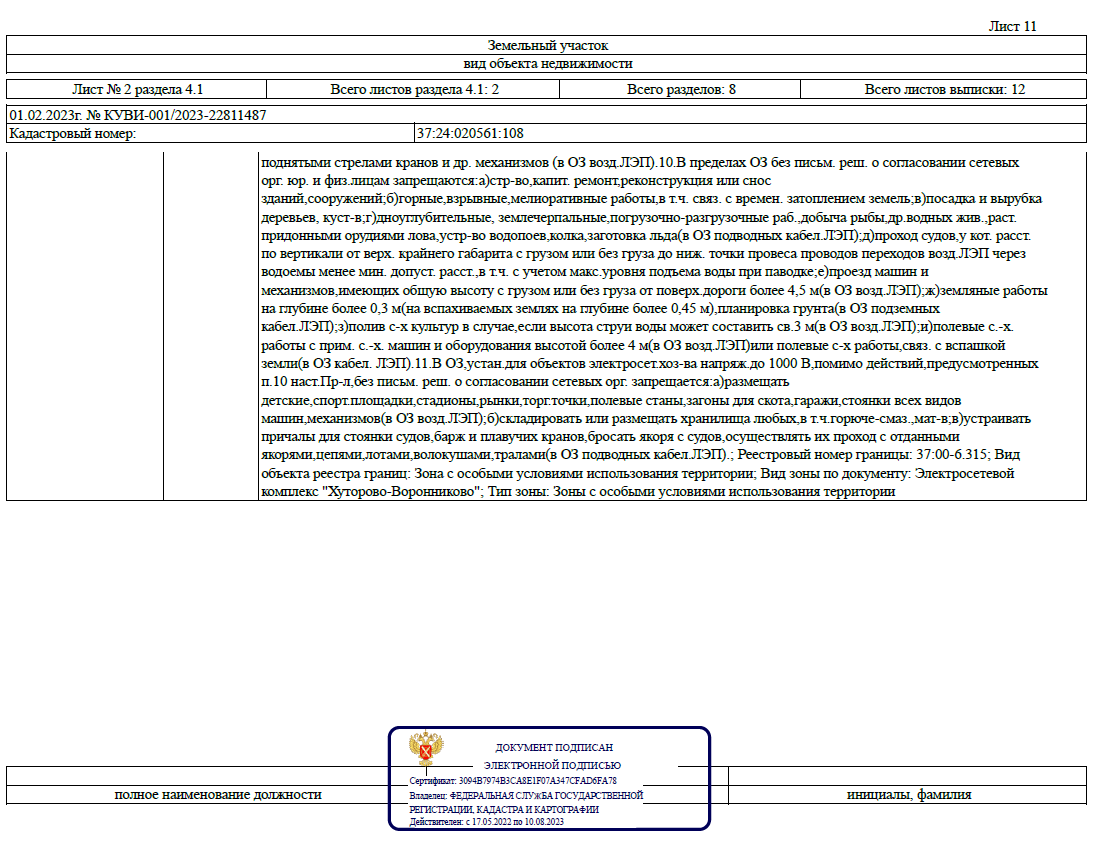 Лист 11
Земельный участок
вид объекта недвижимости
Лист № 2 раздела 4.1 Всего листов раздела 4.1: 2 Всего разделов: 8 Всего листов выписки: 12
01.02.2023г. № КУВИ-001/2023-22811487
Кадастровый номер: 37:24:020561:108
поднятыми стрелами кранов и др. механизмов (в ОЗ возд.ЛЭП).10.В пределах ОЗ без письм. реш. о согласовании сетевых
орг. юр. и физ.лицам запрещаются:а)стр-во,капит. ремонт,реконструкция или снос
зданий,сооружений;б)горные,взрывные,мелиоративные работы,в т.ч. связ. с времен. затоплением земель;в)посадка и вырубка
деревьев, куст-в;г)дноуглубительные, землечерпальные,погрузочно-разгрузочные раб.,добыча рыбы,др.водных жив.,раст.
придонными орудиями лова,устр-во водопоев,колка,заготовка льда(в ОЗ подводных кабел.ЛЭП);д)проход судов,у кот. расст.
по вертикали от верх. крайнего габарита с грузом или без груза до ниж. точки провеса проводов переходов возд.ЛЭП через
водоемы менее мин. допуст. расст.,в т.ч. с учетом макс.уровня подъема воды при паводке;е)проезд машин и
механизмов,имеющих общую высоту с грузом или без груза от поверх.дороги более 4,5 м(в ОЗ возд.ЛЭП);ж)земляные работы
на глубине более 0,3 м(на вспахиваемых землях на глубине более 0,45 м),планировка грунта(в ОЗ подземных
кабел.ЛЭП);з)полив с-х культур в случае,если высота струи воды может составить св.3 м(в ОЗ возд.ЛЭП);и)полевые с.-х.
работы с прим. с.-х. машин и оборудования высотой более 4 м(в ОЗ возд.ЛЭП)или полевые с-х работы,связ. с вспашкой
земли(в ОЗ кабел. ЛЭП).11.В ОЗ,устан.для объектов электросет.хоз-ва напряж.до 1000 В,помимо действий,предусмотренных
п.10 наст.Пр-л,без письм. реш. о согласовании сетевых орг. запрещается:а)размещать
детские,спорт.площадки,стадионы,рынки,торг.точки,полевые станы,загоны для скота,гаражи,стоянки всех видов
машин,механизмов(в ОЗ возд.ЛЭП);б)складировать или размещать хранилища любых,в т.ч.горюче-смаз.,мат-в;в)устраивать
причалы для стоянки судов,барж и плавучих кранов,бросать якоря с судов,осуществлять их проход с отданными
якорями,цепями,лотами,волокушами,тралами(в ОЗ подводных кабел.ЛЭП).; Реестровый номер границы: 37:00-6.315; Вид
объекта реестра границ: Зона с особыми условиями использования территории; Вид зоны по документу: Электросетевой
комплекс "Хуторово-Воронниково"; Тип зоны: Зоны с особыми условиями использования территории
ДОКУМЕНТ ПОДПИСАН
ЭЛЕКТРОННОЙ ПОДПИСЬЮ
Сертификат: 3094B7974B3CA8E1F07A347CFAD6FA78
Владелец: ФЕДЕРАЛЬНАЯ СЛУЖБА ГОСУДАРСТВЕННОЙ
РЕГИСТРАЦИИ, КАДАСТРА И КАРТОГРАФИИ
Действителен: с 17.05.2022 по 10.08.2023
полное наименование должности инициалы, фамилия